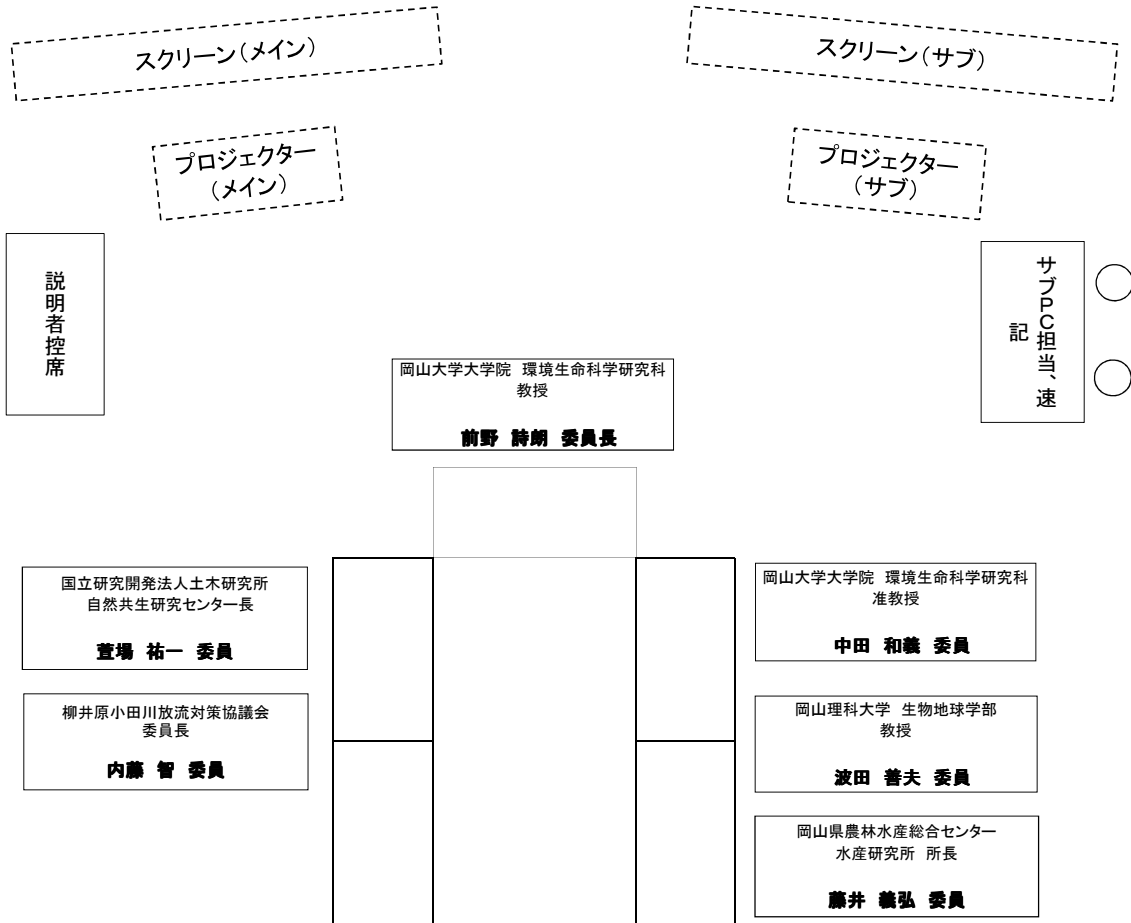 スクリーン（メイン）
スクリーン（サブ）
プロジェクター
（メイン）
プロジェクター
（サブ）
説明者控席
サブPC担当、速
記
岡山大学大学院 環境生命科学研究科
教授
前野 詩朗 委員長
国立研究開発法人土木研究所
自然共生研究センター長
萱場 祐一 委員
岡山大学大学院 環境生命科学研究科
准教授
中田 和義 委員
柳井原小田川放流対策協議会
委員長
内藤 智 委員
岡山理科大学 生物地球学部
教授
波田 善夫 委員
岡山県農林水産総合センター
水産研究所 所長
藤井 義弘 委員